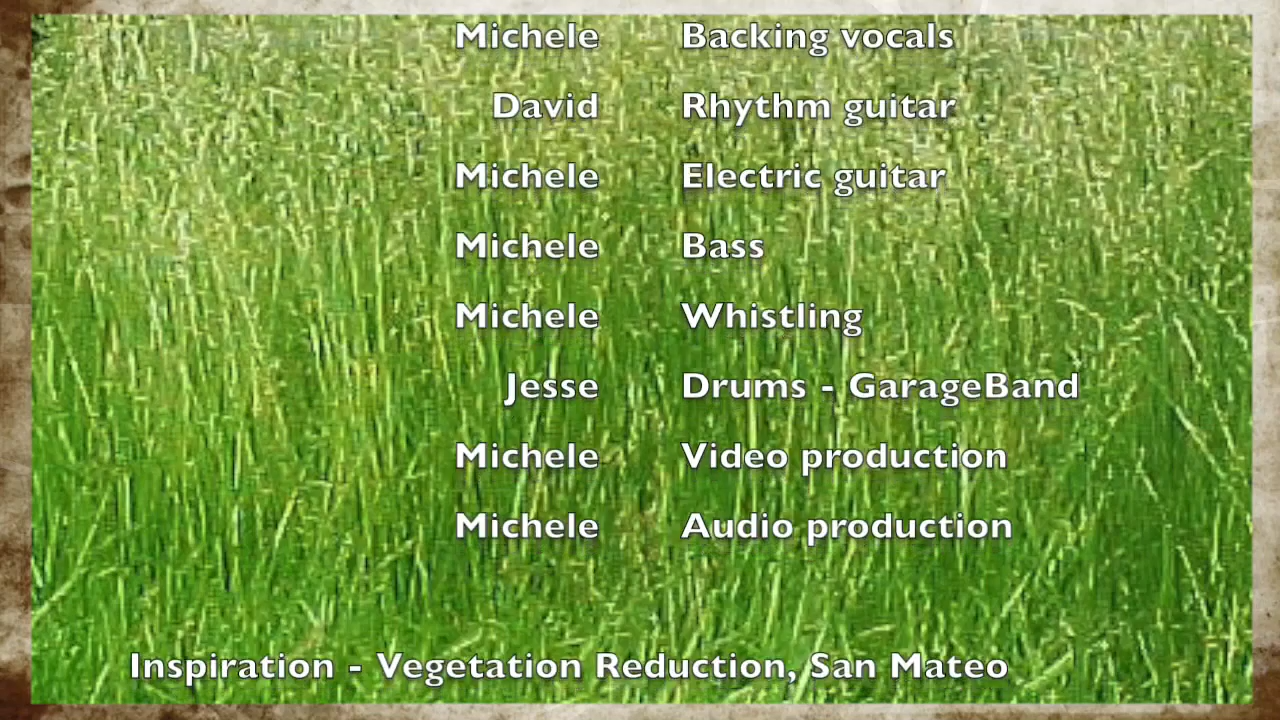 Michele Backing vocals
David Rhythm guitar
Michele Electric guitar
Michele Bass
Michele Whistling
Jesse Drums - GarageBand
Michele Video production
Michele Audio production
Inspiration - Vegetation Reduction, San Mateo